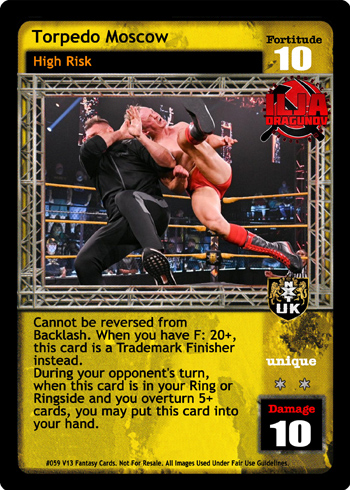 Torpedo Moscow
Fortitude
10
High Risk
ILJA
DRAGUNOV
NXT
UK
Cannot be reversed from
Backlash. When you have F: 20+,
this card is a Trademark Finisher
instead.
During your opponent's turn,
when this card is in your Ring or
Ringside and you overturn 5+
cards, you may put this card into
your hand.
unique
Damage
10
#059 V13 Fantasy Cards. Not For Resale. All Images Used Under Fair Use Guidelines.